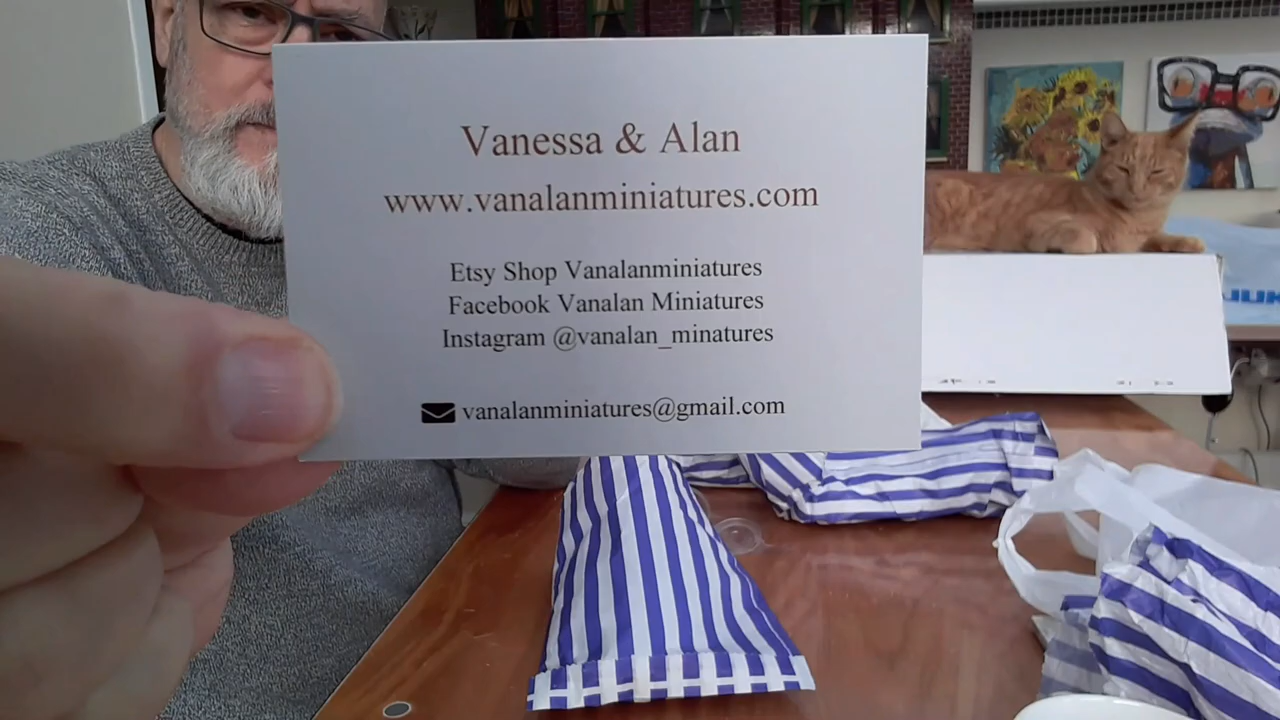 Vanessa & Alan
www.vanalanminiatures.com
Etsy Shop Vanalanminiatures
Facebook Vanalan Miniatures
Instagram @vanalan_minatures
vanalanminiatures@gmail.com